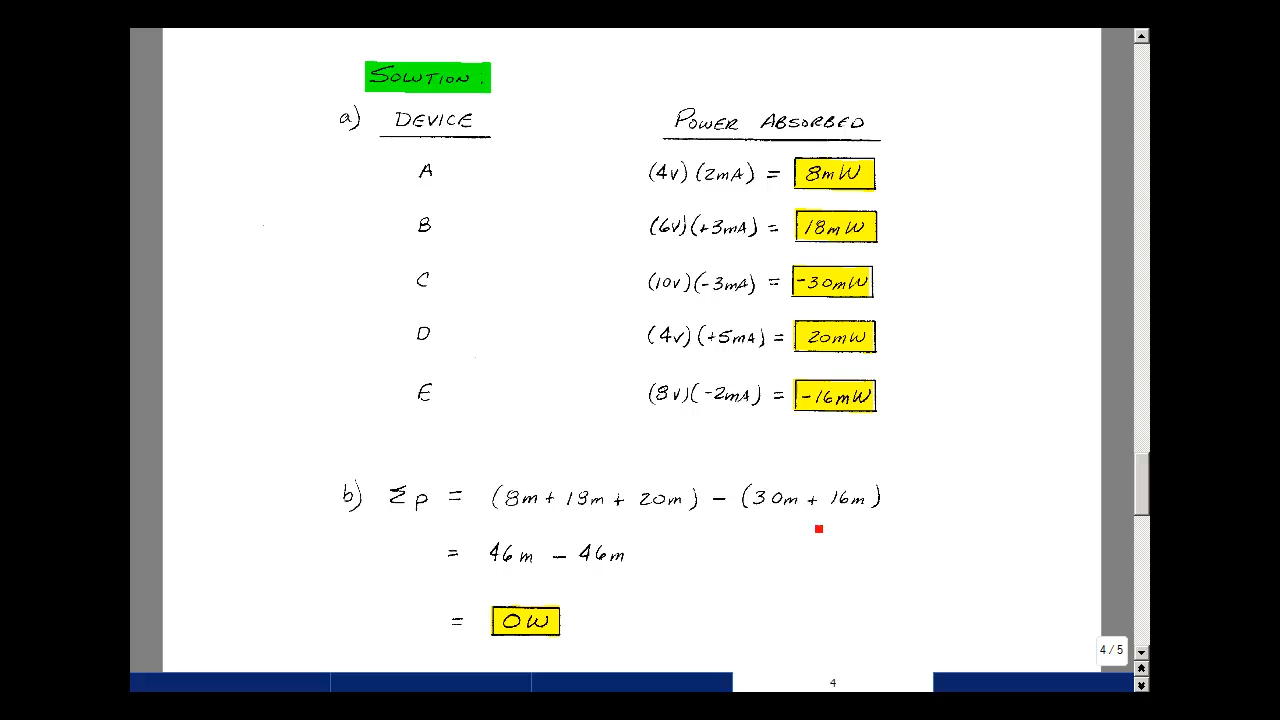 SOLUTION:
a) DEVICE POWER ABSORBED
A (4V)(2mA) = 8mW
B (6V)(+3mA) = 18mW
C (10V)(-3mA) = -30mW
D (4V)(+5mA) = 20mW
E (8V)(-2mA) = -16mW
b) Σp = (8m + 18m + 20m) - (30m + 16m)
= 46m - 46m
= 0W
4 / 5
4